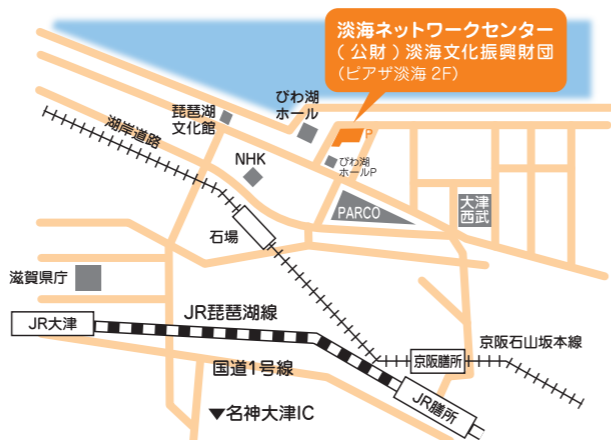 淡海ネットワークセンター
(公財)淡海文化振興財団
(ピアザ淡海 2F)
びわ湖
ホール
琵琶湖
文化館
湖岸道路
P
NHK
びわ湖
ホールP
PARCO
大津
西武
石場
滋賀県庁
JR琵琶湖線
JR大津
京阪石山坂本線
京阪膳所
国道1号線
JR膳所
▼名神大津IC